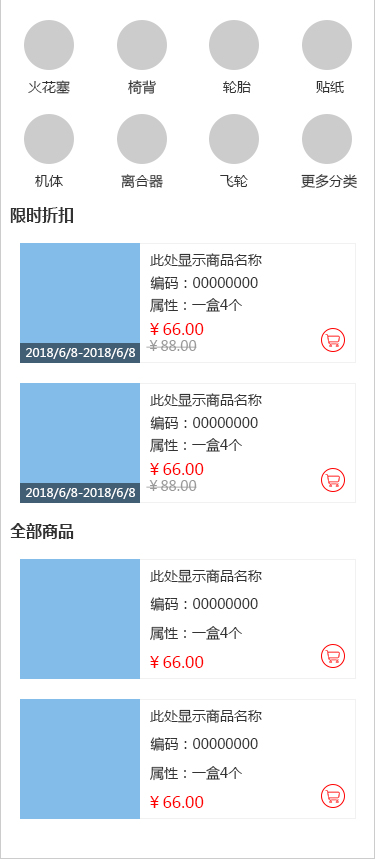 火花塞 椅背 轮胎 贴纸
机体 离合器 飞轮 更多分类
限时折扣
此处显示商品名称
编码：00000000
属性：一盒4个
¥ 66.00
¥ 88.00
2018/6/8-2018/6/8
此处显示商品名称
编码：00000000
属性：一盒4个
¥ 66.00
¥ 88.00
2018/6/8-2018/6/8
全部商品
此处显示商品名称
编码：00000000
属性：一盒4个
¥ 66.00
此处显示商品名称
编码：00000000
属性：一盒4个
¥ 66.00